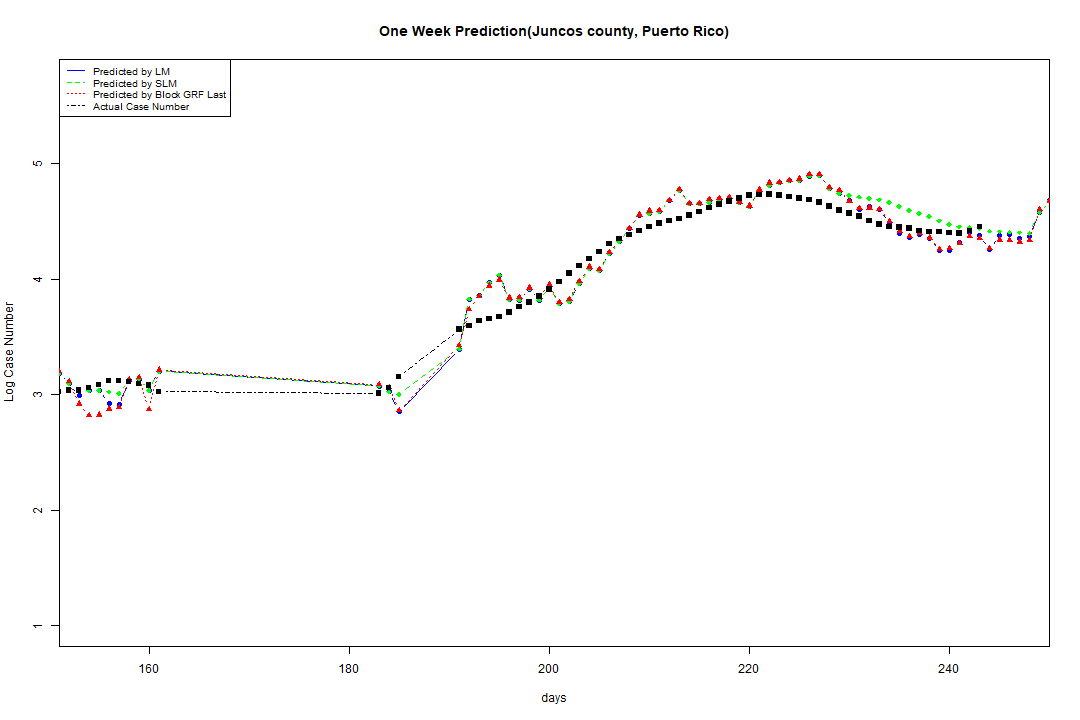 One Week Prediction(Juncos county, Puerto Rico)
Predicted by LM
Predicted by SLM
Predicted by Block GRF Last
Actual Case Number
5
4
3
2
1
Log Case Number
160 180 200 220 240
days